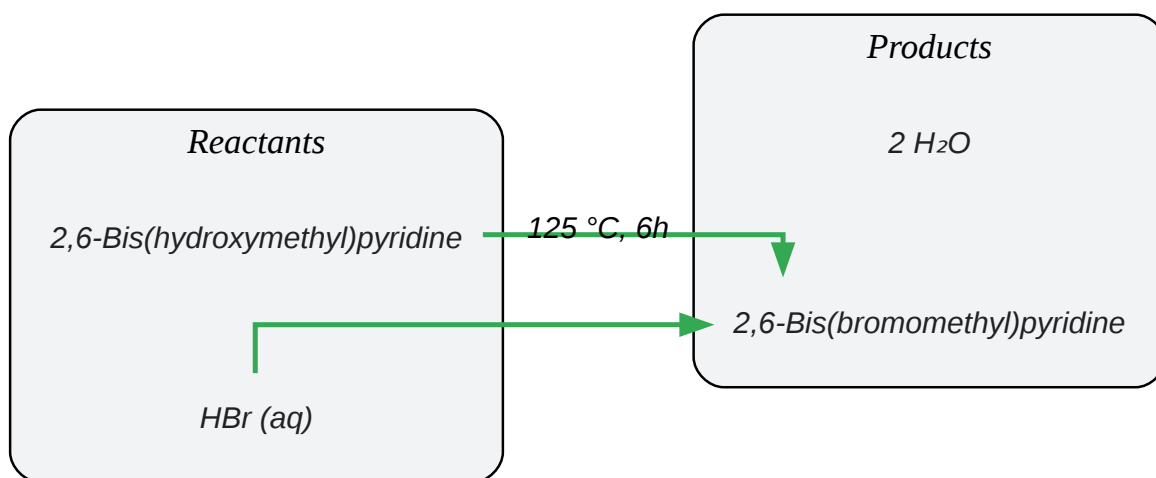 Reactants
2,6-Bis(hydroxymethyl)pyridine
HBr (aq)
125 °C, 6h
Products
2 H₂O
2,6-Bis(bromomethyl)pyridine